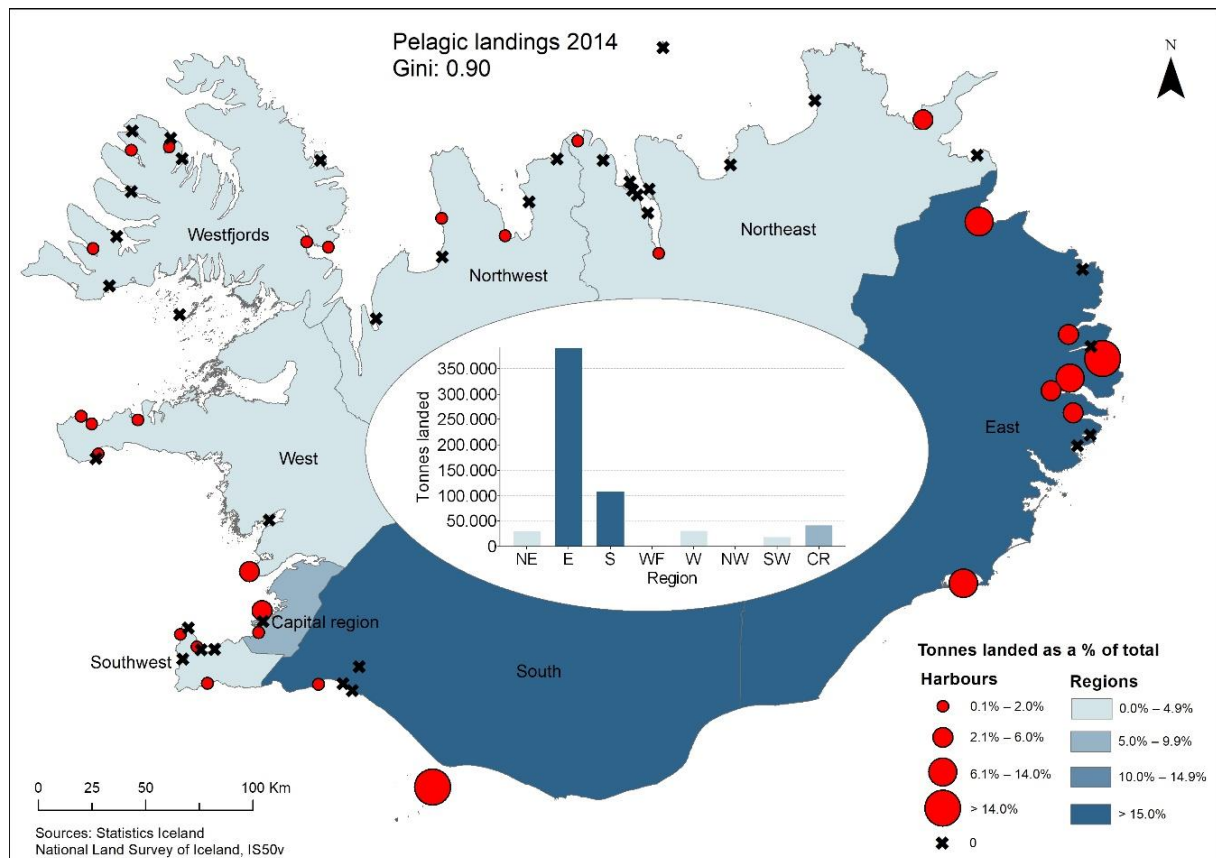 Pelagic landings 2014
Gini: 0.90
N
Westfjords
Northwest
Northeast
West
East
Capital region
Southwest
South
Tonnes landed
350 000
300 000
250 000
200 000
150 000
100 000
50.000
0
NE E S WF W NW SW CR
Region
Tonnes landed as a % of total
Harbours
0.1% – 2.0%
2.1% – 6.0%
6.1% – 14.0%
> 14.0%
0
Regions
0.0% – 4.9%
5.0% – 9.9%
10.0% – 14.9%
> 15.0%
0 25 50 100 Km
Sources: Statistics Iceland
National Land Survey of Iceland, IS50v